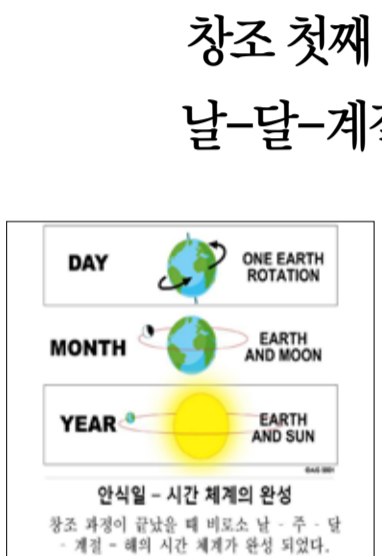 창조 첫째
날-달-계절
DAY
ONE EARTH
ROTATION
MONTH
EARTH
AND MOON
YEAR
EARTH
AND SUN
안식일 - 시간 체계의 완성
창조 과정이 끝났을 때 비로소 날 - 주 - 달
- 계절 - 해의 시간 체계가 완성 되었다.